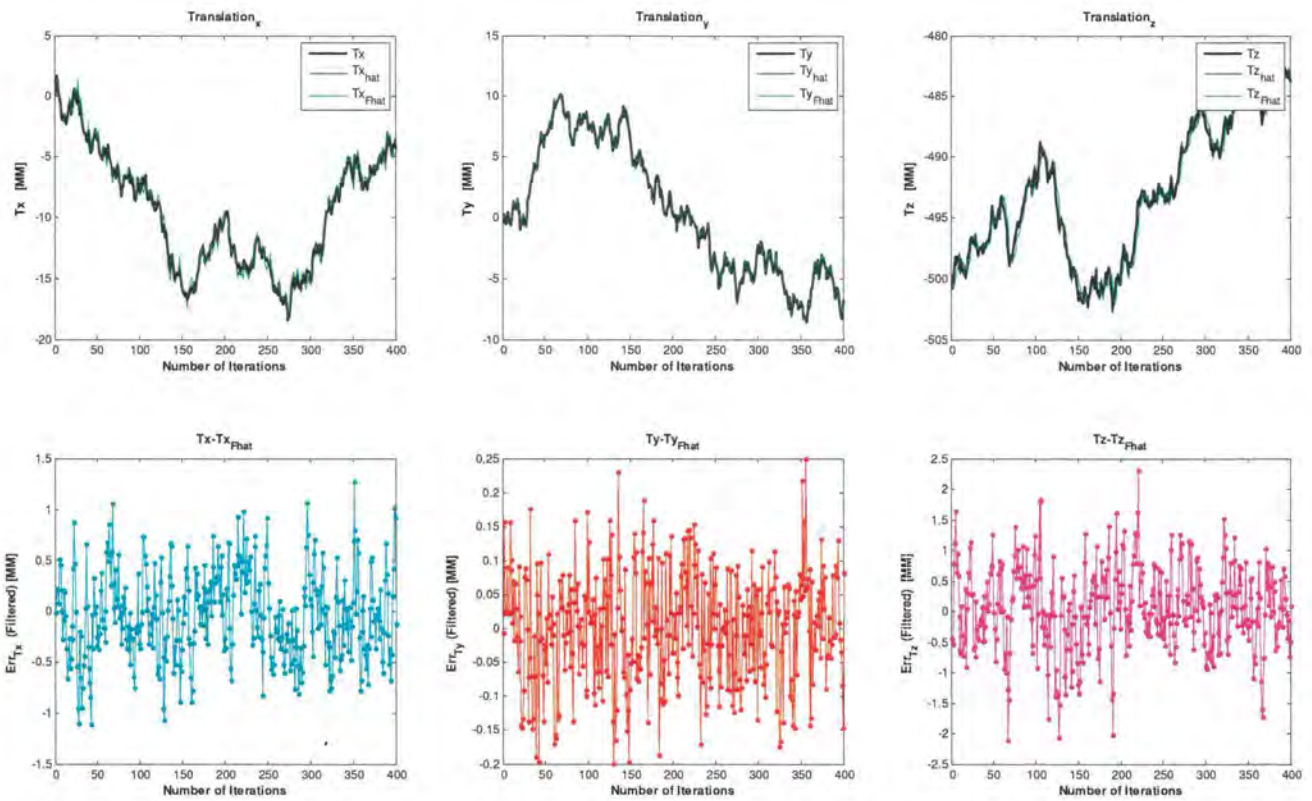 Translation_x
5
0
-5
-10
-15
-20
Tx [MM]
Tx
Tx_hat
Tx_Fhat
0 50 100 150 200 250 300 350 400
Number of Iterations
Translation_y
15
10
5
0
-5
-10
Ty [MM]
Ty
Ty_hat
Ty_Fhat
0 50 100 150 200 250 300 350 400
Number of Iterations
Translation_z
-480
-485
-490
-495
-500
-505
Tz [MM]
Tz
Tz_hat
Tz_Fhat
0 50 100 150 200 250 300 350 400
Number of Iterations
Tx-Tx_Fhat
1.5
1
0.5
0
-0.5
-1
-1.5
Err_Tx (Filtered) [MM]
0 50 100 150 200 250 300 350 400
Number of Iterations
Ty-Ty_Fhat
0.25
0.2
0.15
0.1
0.05
0
-0.05
-0.1
-0.15
-0.2
Err_Ty (Filtered) [MM]
0 50 100 150 200 250 300 350 400
Number of Iterations
Tz-Tz_Fhat
2.5
2
1.5
1
0.5
0
-0.5
-1
-1.5
-2
-2.5
Err_Tz (Filtered) [MM]
0 50 100 150 200 250 300 350 400
Number of Iterations